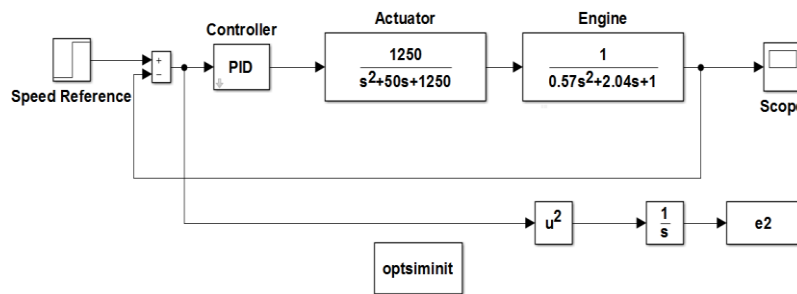 Actuator
Engine
Controller
Speed Reference
+
−
PID
1250
s²+50s+1250
1
0.57s²+2.04s+1
Scope
u²
1
s
e2
optsiminit